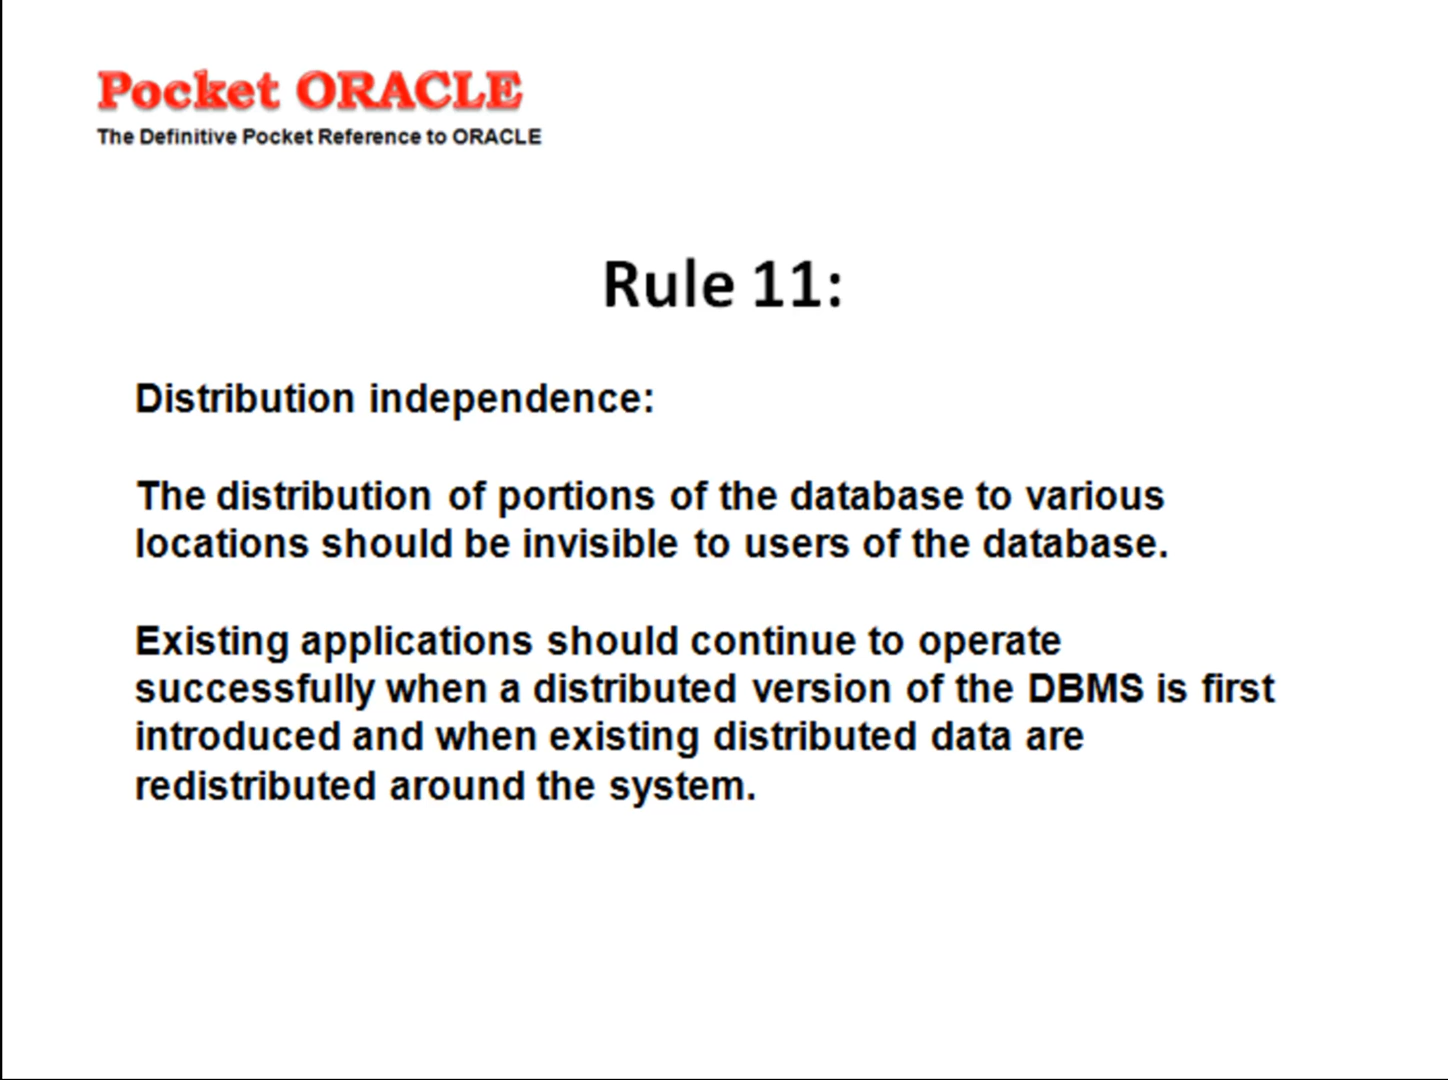 Pocket ORACLE
The Definitive Pocket Reference to ORACLE
Rule 11:
Distribution independence:
The distribution of portions of the database to various
locations should be invisible to users of the database.
Existing applications should continue to operate
successfully when a distributed version of the DBMS is first
introduced and when existing distributed data are
redistributed around the system.